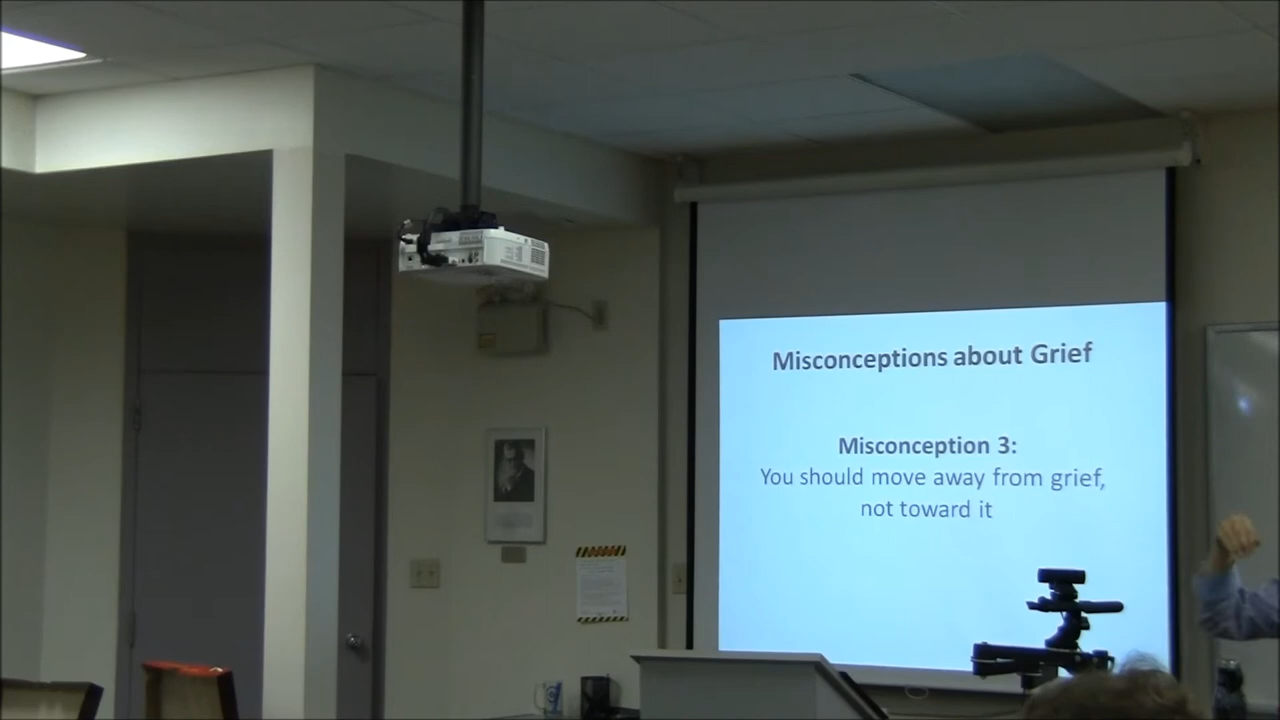 Misconceptions about Grief
Misconception 3:
You should move away from grief,
not toward it